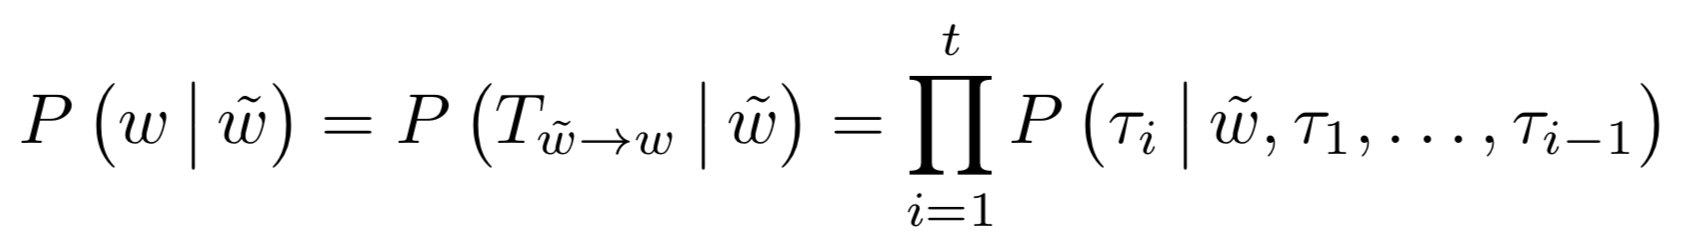 P(w | w̃) = P(T_{w̃→w} | w̃) = ∏_{i=1}^{t} P(τ_i | w̃, τ_1, . . . , τ_{i−1})